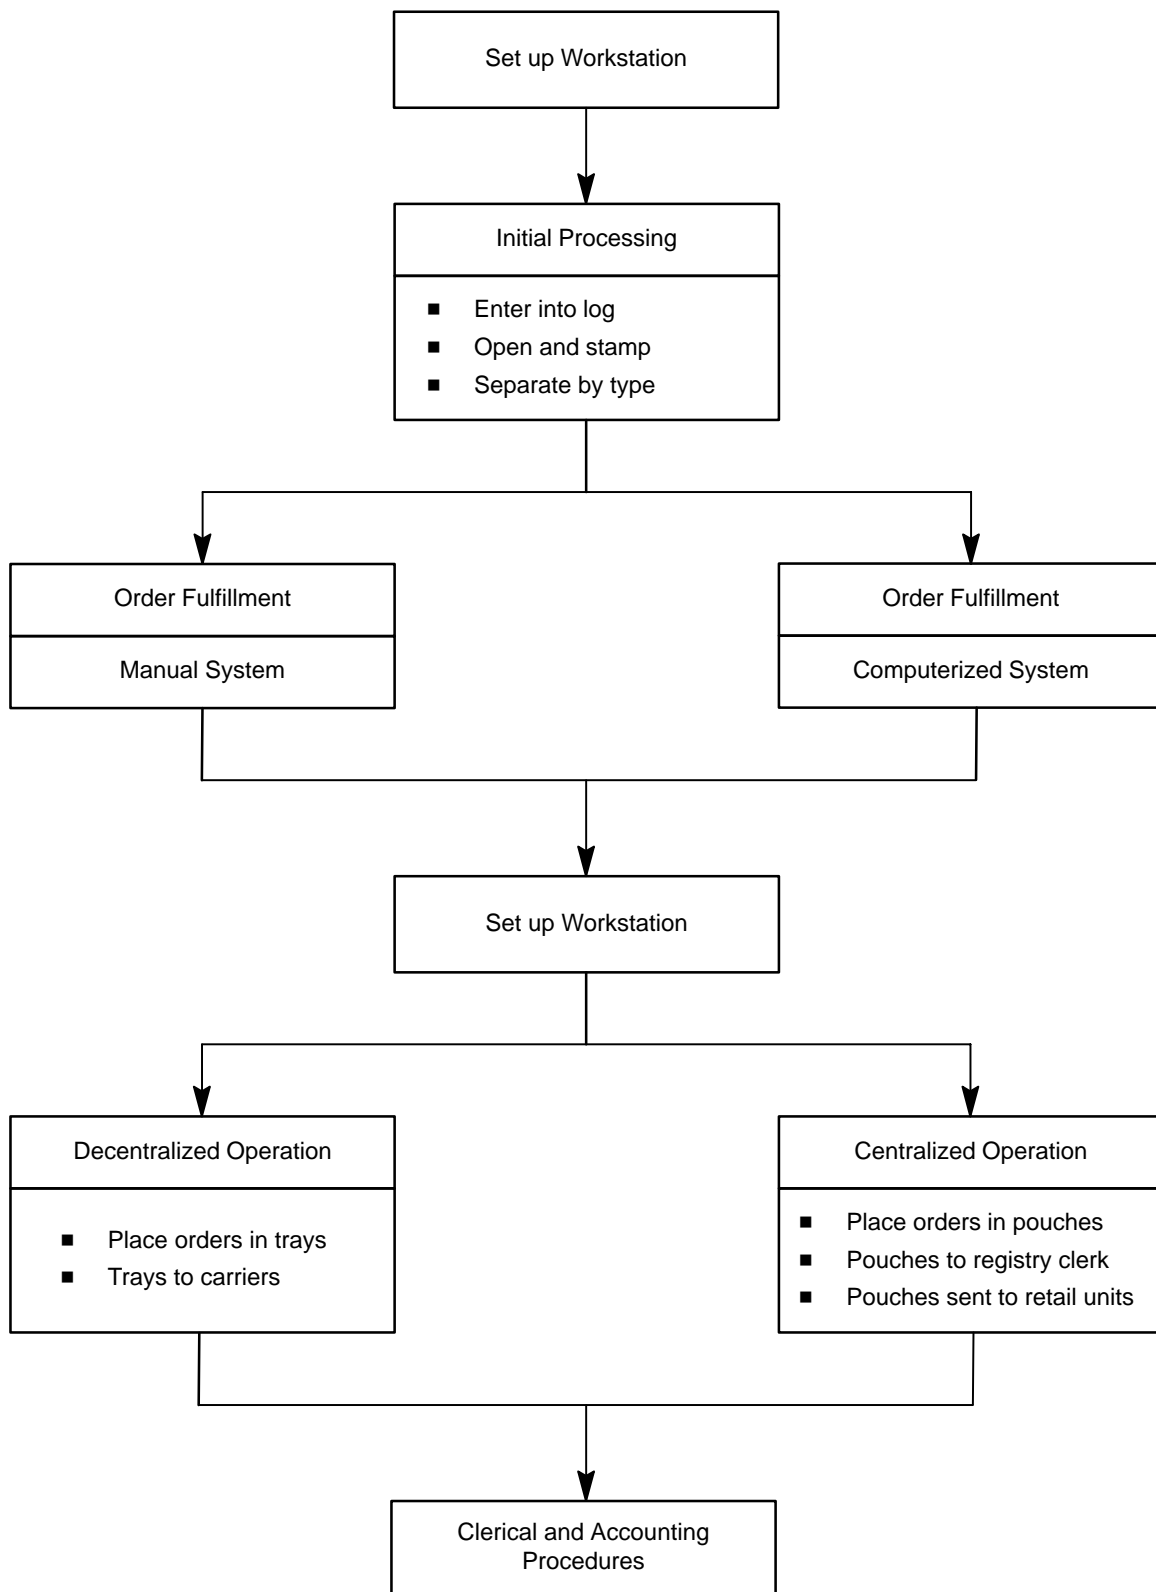 Set up Workstation
Initial Processing
■ Enter into log
■ Open and stamp
■ Separate by type
Order Fulfillment
Manual System
Order Fulfillment
Computerized System
Set up Workstation
Decentralized Operation
■ Place orders in trays
■ Trays to carriers
Centralized Operation
■ Place orders in pouches
■ Pouches to registry clerk
■ Pouches sent to retail units
Clerical and Accounting
Procedures